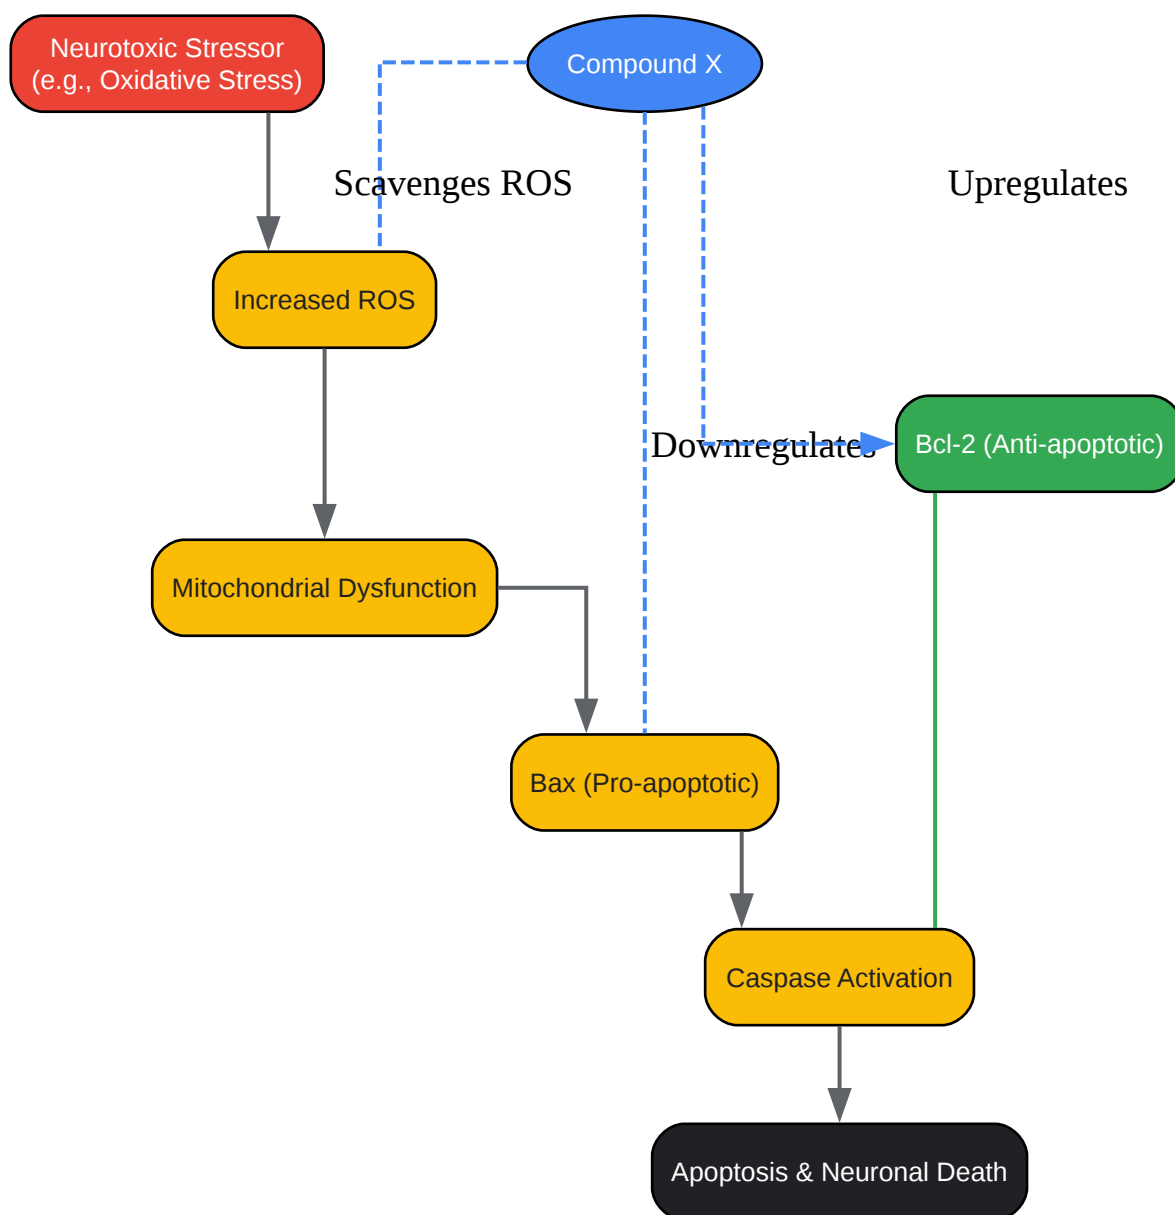 Neurotoxic Stressor
(e.g., Oxidative Stress)
Compound X
Scavenges ROS
Upregulates
Increased ROS
Downregulates
Bcl-2 (Anti-apoptotic)
Mitochondrial Dysfunction
Bax (Pro-apoptotic)
Caspase Activation
Apoptosis & Neuronal Death